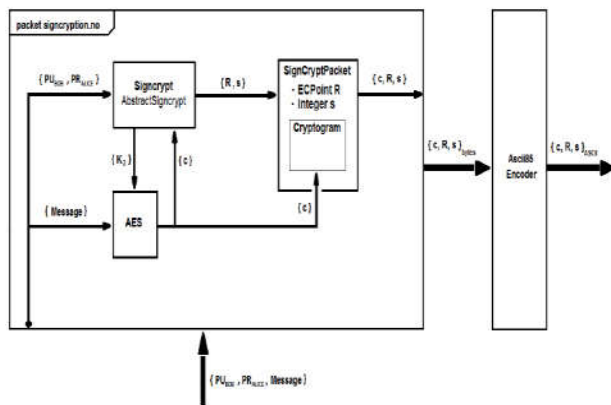 packet signcryption.no
{ PU_BOB , PR_ALICE }
Signcrypt
AbstractSigncrypt
{ R , s }
SignCryptPacket
- ECPoint R
- Integer s
Cryptogram
{ c, R, s }
{ K_2 }
{ c }
{ c, R, s }_bytes
Ascii85
Encoder
{ c, R, s }_ASCII
{ Message }
AES
{ c }
{ PU_BOB , PR_ALICE , Message }